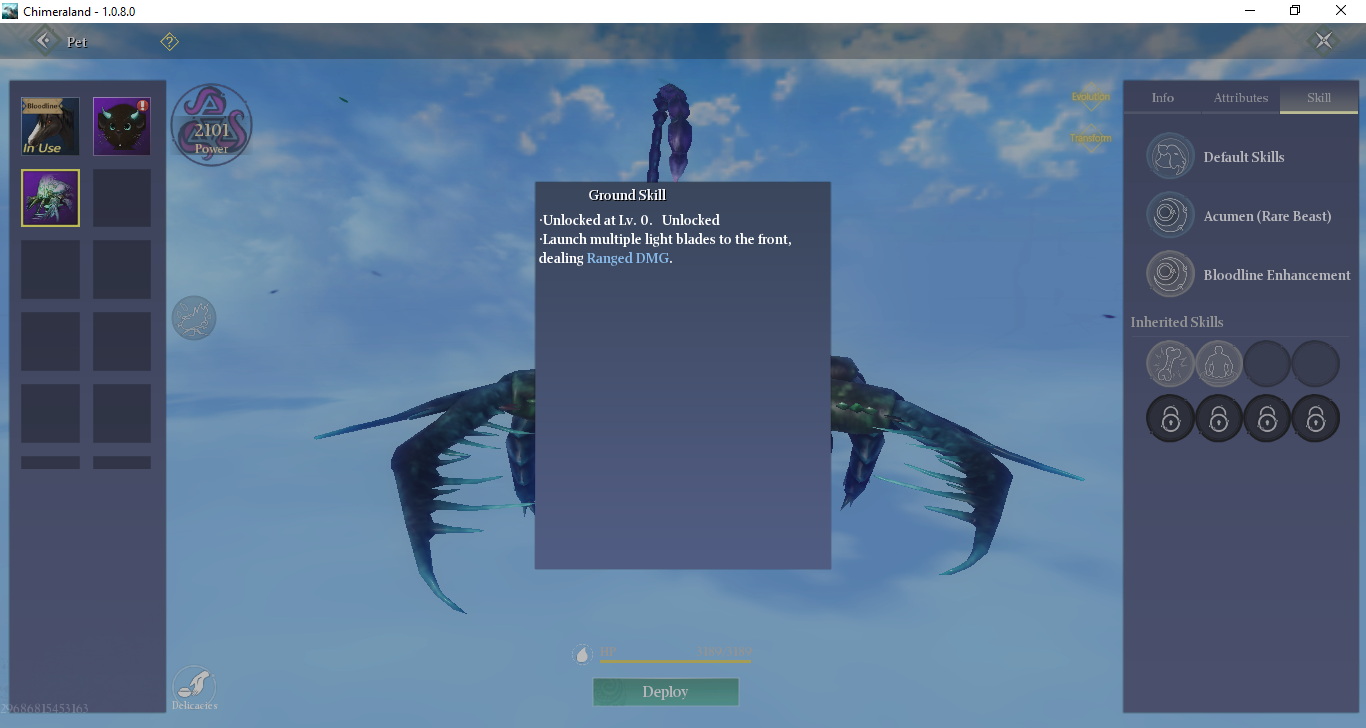 Chimeraland - 1.0.8.0
Pet
?
Bloodline
In Use
!
2101
Power
Evolution
Transform
Info Attributes Skill
Default Skills
Acumen (Rare Beast)
Bloodline Enhancement
Inherited Skills
Ground Skill
·Unlocked at Lv. 0. Unlocked
·Launch multiple light blades to the front,
dealing Ranged DMG.
HP
Deploy
Delicacies
29686815453163